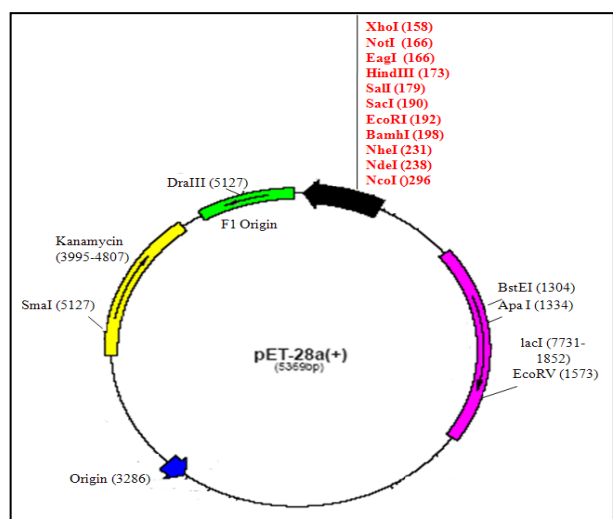 XhoI (158)
NotI (166)
EagI (166)
HindIII (173)
SalI (179)
SacI (190)
EcoRI (192)
BamhI (198)
NheI (231)
NdeI (238)
NcoI ()296
DraIII (5127)
F1 Origin
Kanamycin
(3995-4807)
SmaI (5127)
BstEI (1304)
Apa I (1334)
lacI (7731-
1852)
EcoRV (1573)
pET-28a(+)
(5369bp)
Origin (3286)